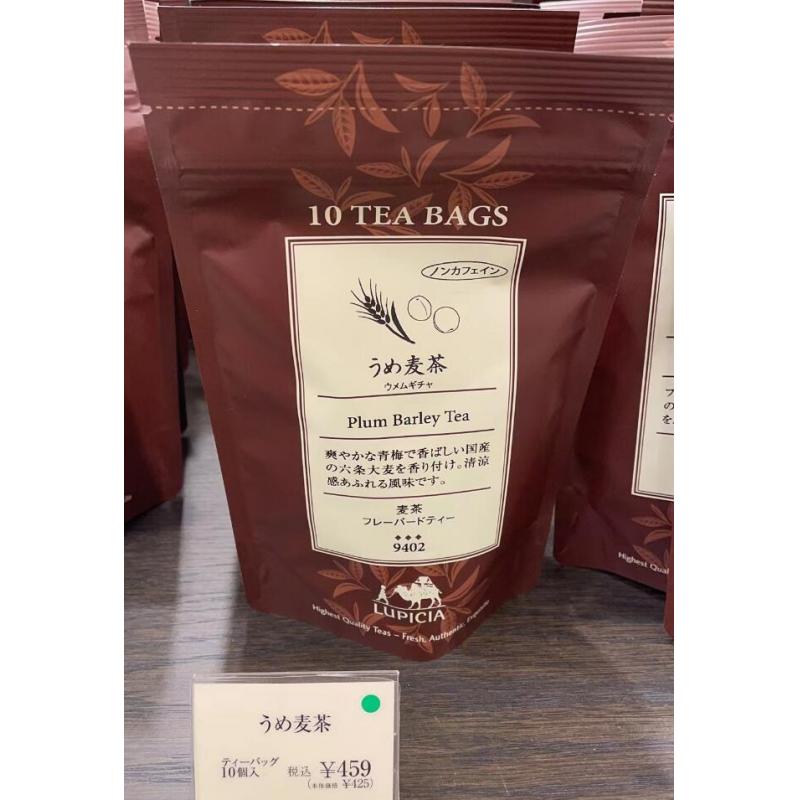 10 TEA BAGS
ノンカフェイン
うめ麦茶
ウメムギチャ
Plum Barley Tea
爽やかな青梅で香ばしい国産
の六条大麦を香り付け。清涼
感あふれる風味です。
麦茶
フレーバードティー
9402
LUPICIA
Highest Quality Teas – Fresh, Authentic, Exquisite
Highest Qual
うめ麦茶
ティーバッグ
10個入 税込 ¥459
(本体価格 ¥425)